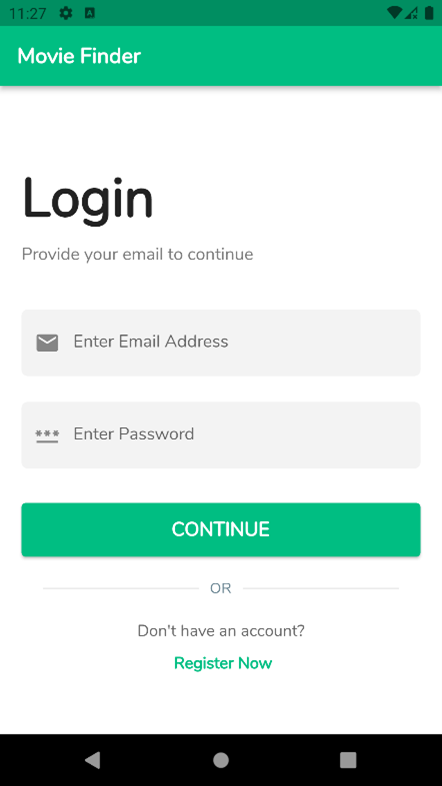 11:27
Movie Finder
Login
Provide your email to continue
Enter Email Address
Enter Password
CONTINUE
OR
Don't have an account?
Register Now